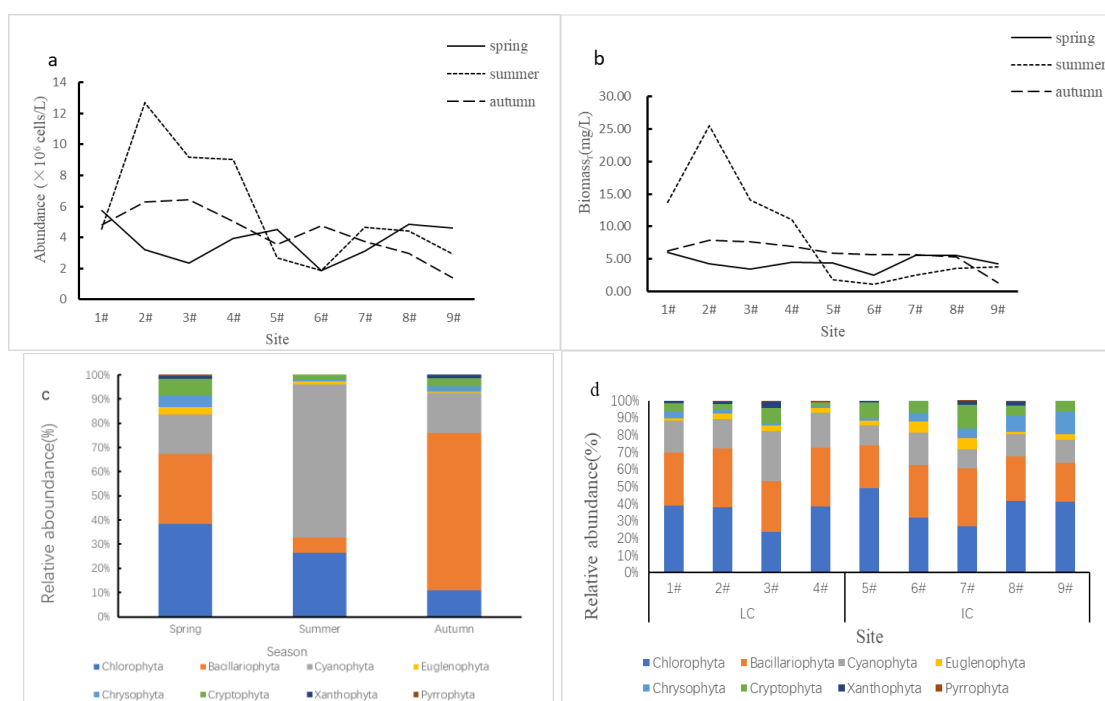 a
spring
summer
autumn
14
12
10
8
6
4
2
0
Abundance (×10⁶ cells/L)
1# 2# 3# 4# 5# 6# 7# 8# 9#
Site
b
spring
summer
autumn
30.00
25.00
20.00
15.00
10.00
5.00
0.00
Biomass (mg/L)
1# 2# 3# 4# 5# 6# 7# 8# 9#
Site
c
100%
90%
80%
70%
60%
50%
40%
30%
20%
10%
0%
Relative aboundance(%)
Spring Summer Autumn
Season
Chlorophyta Bacillariophyta Cyanophyta Euglenophyta
Chrysophyta Cryptophyta Xanthophyta Pyrrophyta
d
100%
90%
80%
70%
60%
50%
40%
30%
20%
10%
0%
Relative abundance(%)
1# 2# 3# 4# 5# 6# 7# 8# 9#
LC IC
Site
Chlorophyta Bacillariophyta Cyanophyta Euglenophyta
Chrysophyta Cryptophyta Xanthophyta Pyrrophyta